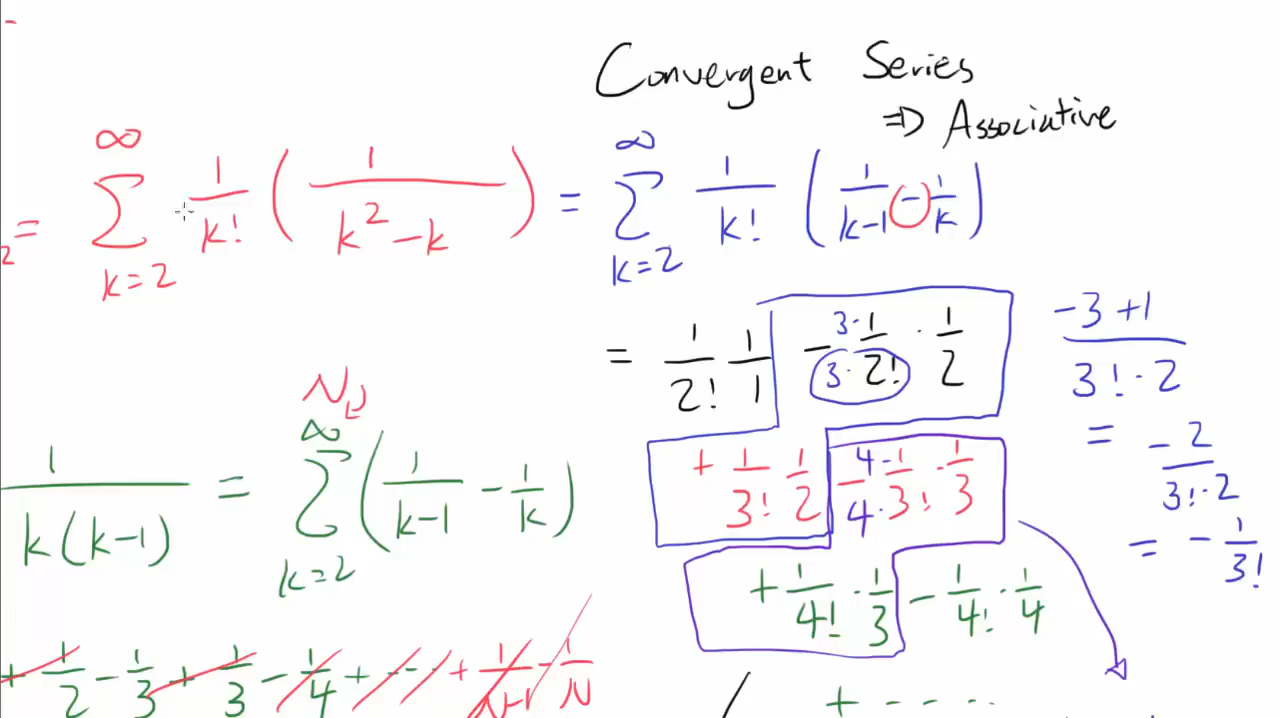 Convergent Series
⇒ Associative
2 = ∑_{k=2}^{∞} 1/k! (1/(k²−k)) = ∑_{k=2}^{∞} 1/k! (1/(k−1) − 1/k)
= 1/2! 1/1 − (3·1)/(3·2!) · 1/2
+ 1/3! 1/2 − (4·1)/(4·3!) · 1/3
+ 1/4! · 1/3 − 1/4! · 1/4
+ - - - ..
(−3+1)/(3!·2)
= −2/(3!·2)
= −1/3!
N
1/(k(k−1)) = ∑_{k=2}^{∞} (1/(k−1) − 1/k)
+ 1/2 − 1/3 + 1/3 − 1/4 + - - + 1/(N−1) − 1/N